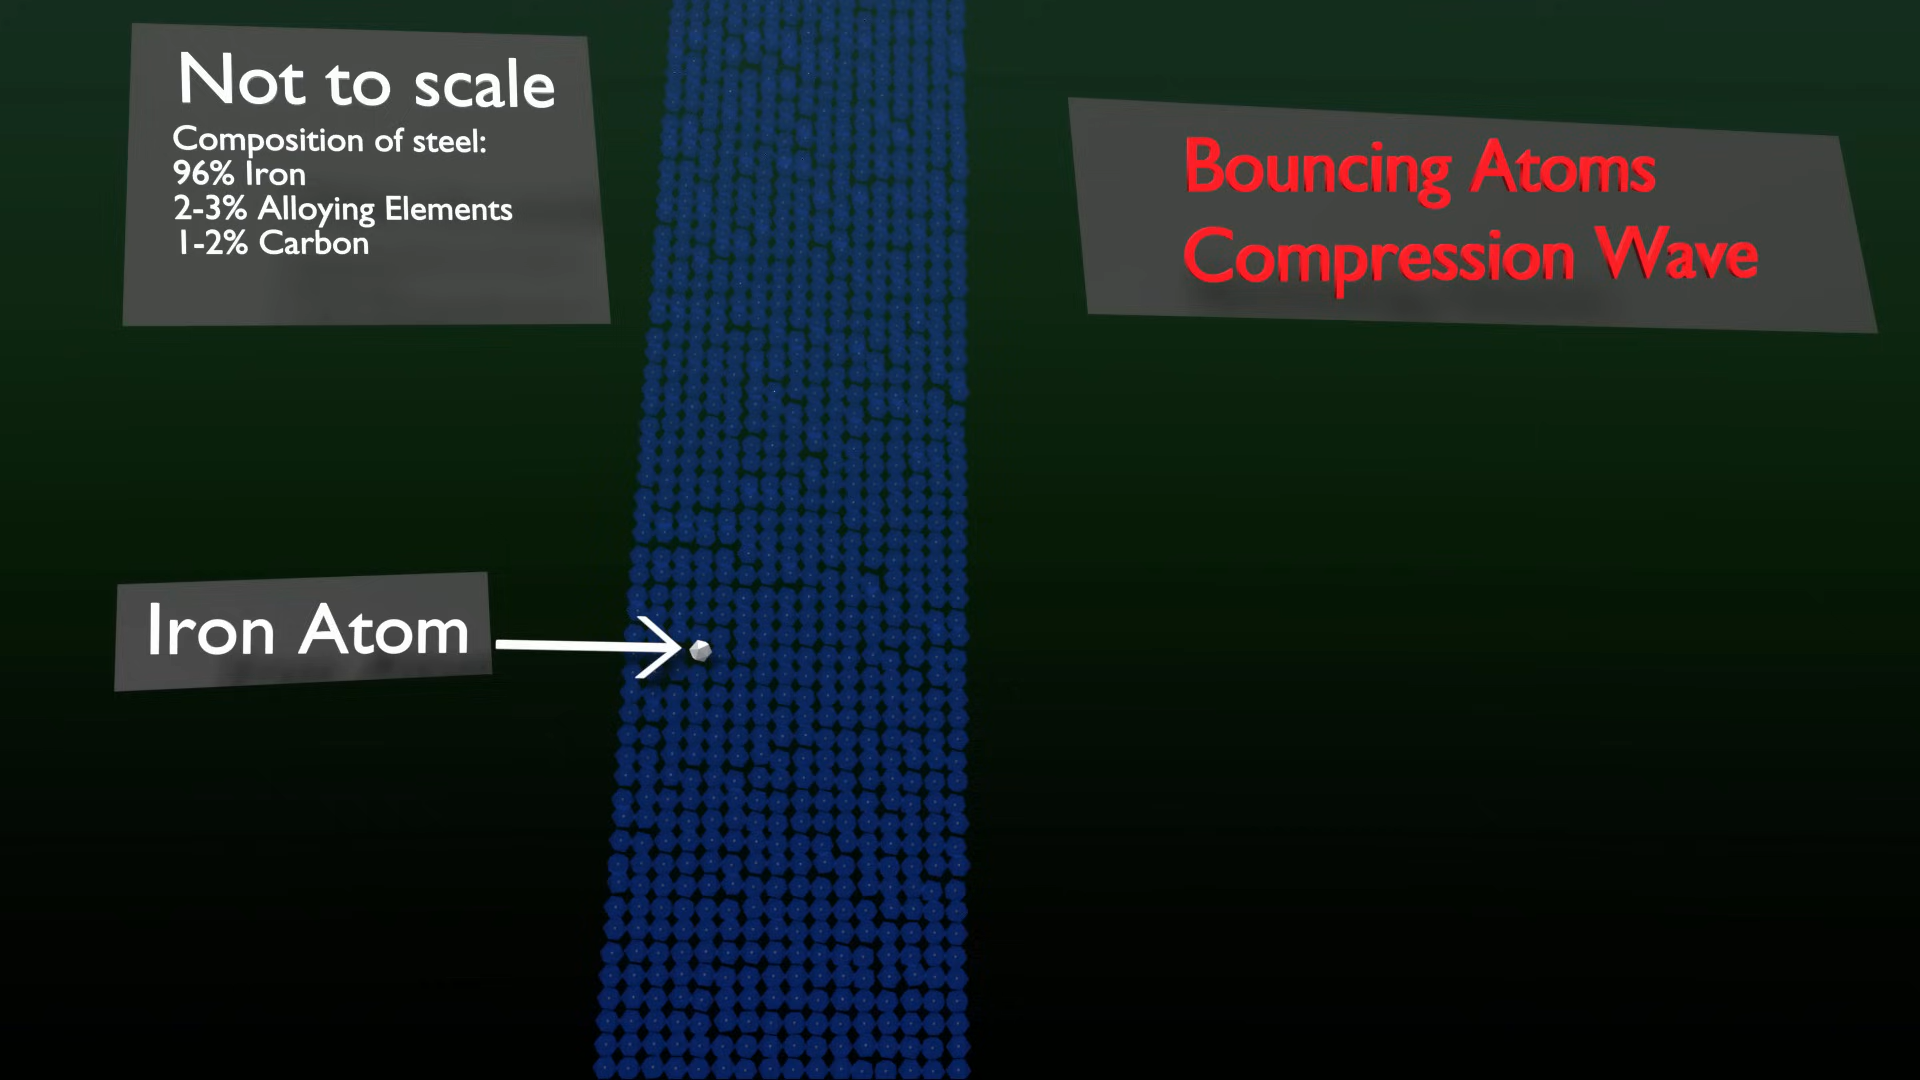 Not to scale
Composition of steel:
96% Iron
2-3% Alloying Elements
1-2% Carbon
Bouncing Atoms
Compression Wave
Iron Atom